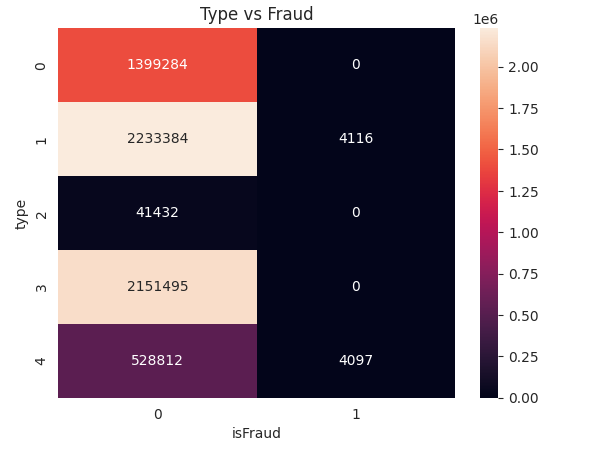 Type vs Fraud
1e6
0 1399284 0
1 2233384 4116
2 41432 0
3 2151495 0
4 528812 4097
type
0 1
isFraud
2.00
1.75
1.50
1.25
1.00
0.75
0.50
0.25
0.00